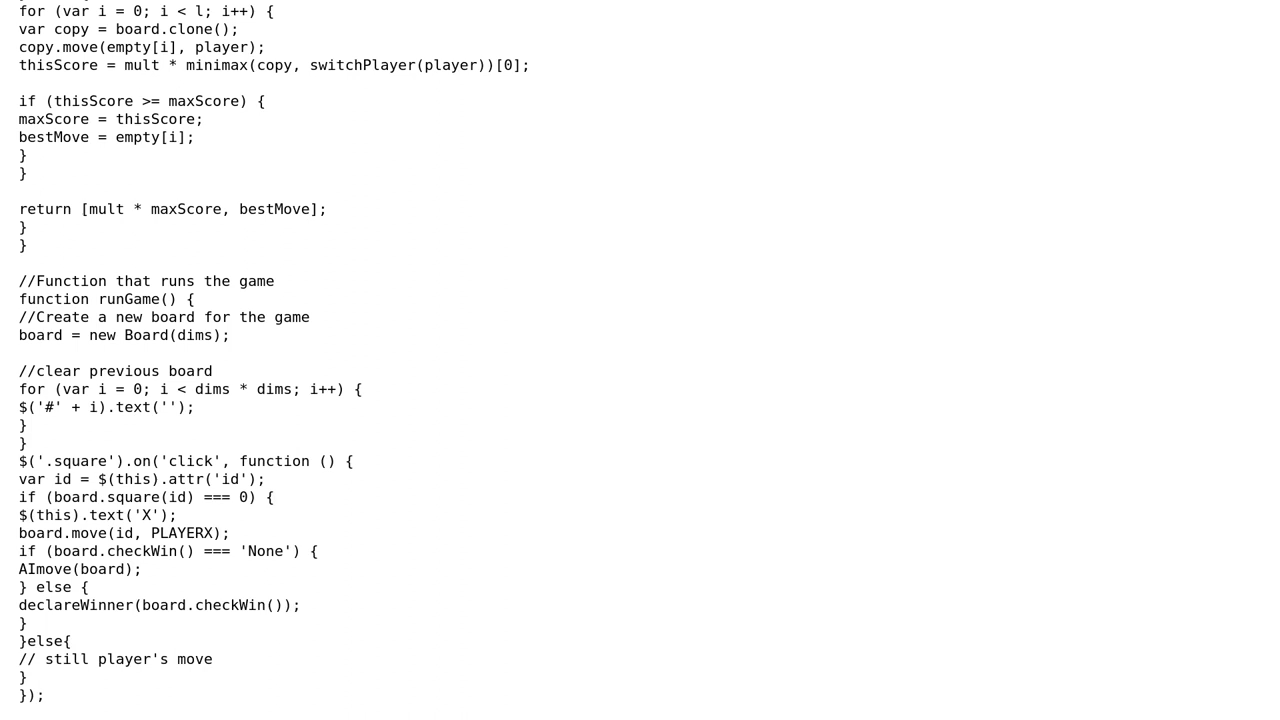 for (var i = 0; i < l; i++) {
var copy = board.clone();
copy.move(empty[i], player);
thisScore = mult * minimax(copy, switchPlayer(player))[0];

if (thisScore >= maxScore) {
maxScore = thisScore;
bestMove = empty[i];
}
}

return [mult * maxScore, bestMove];
}
}

//Function that runs the game
function runGame() {
//Create a new board for the game
board = new Board(dims);

//clear previous board
for (var i = 0; i < dims * dims; i++) {
$('#' + i).text('');
}
}
$('.square').on('click', function () {
var id = $(this).attr('id');
if (board.square(id) === 0) {
$(this).text('X');
board.move(id, PLAYERX);
if (board.checkWin() === 'None') {
AImove(board);
} else {
declareWinner(board.checkWin());
}
}else{
// still player's move
}
});